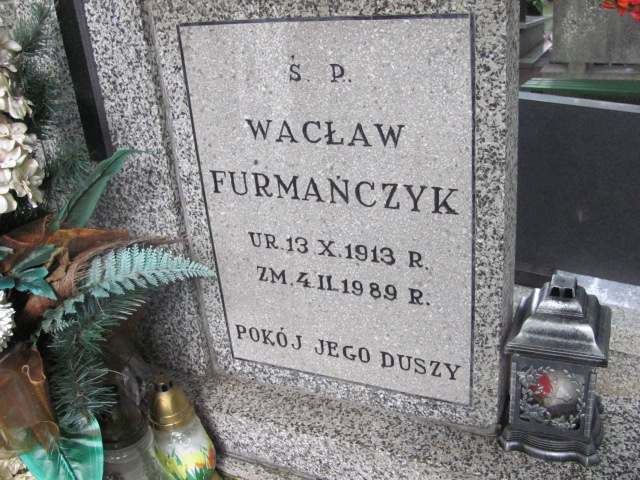 Ś. P.
WACŁAW
FURMAŃCZYK
UR. 13 X. 1913 R.
ZM. 4 II. 1989 R.
POKÓJ JEGO DUSZY